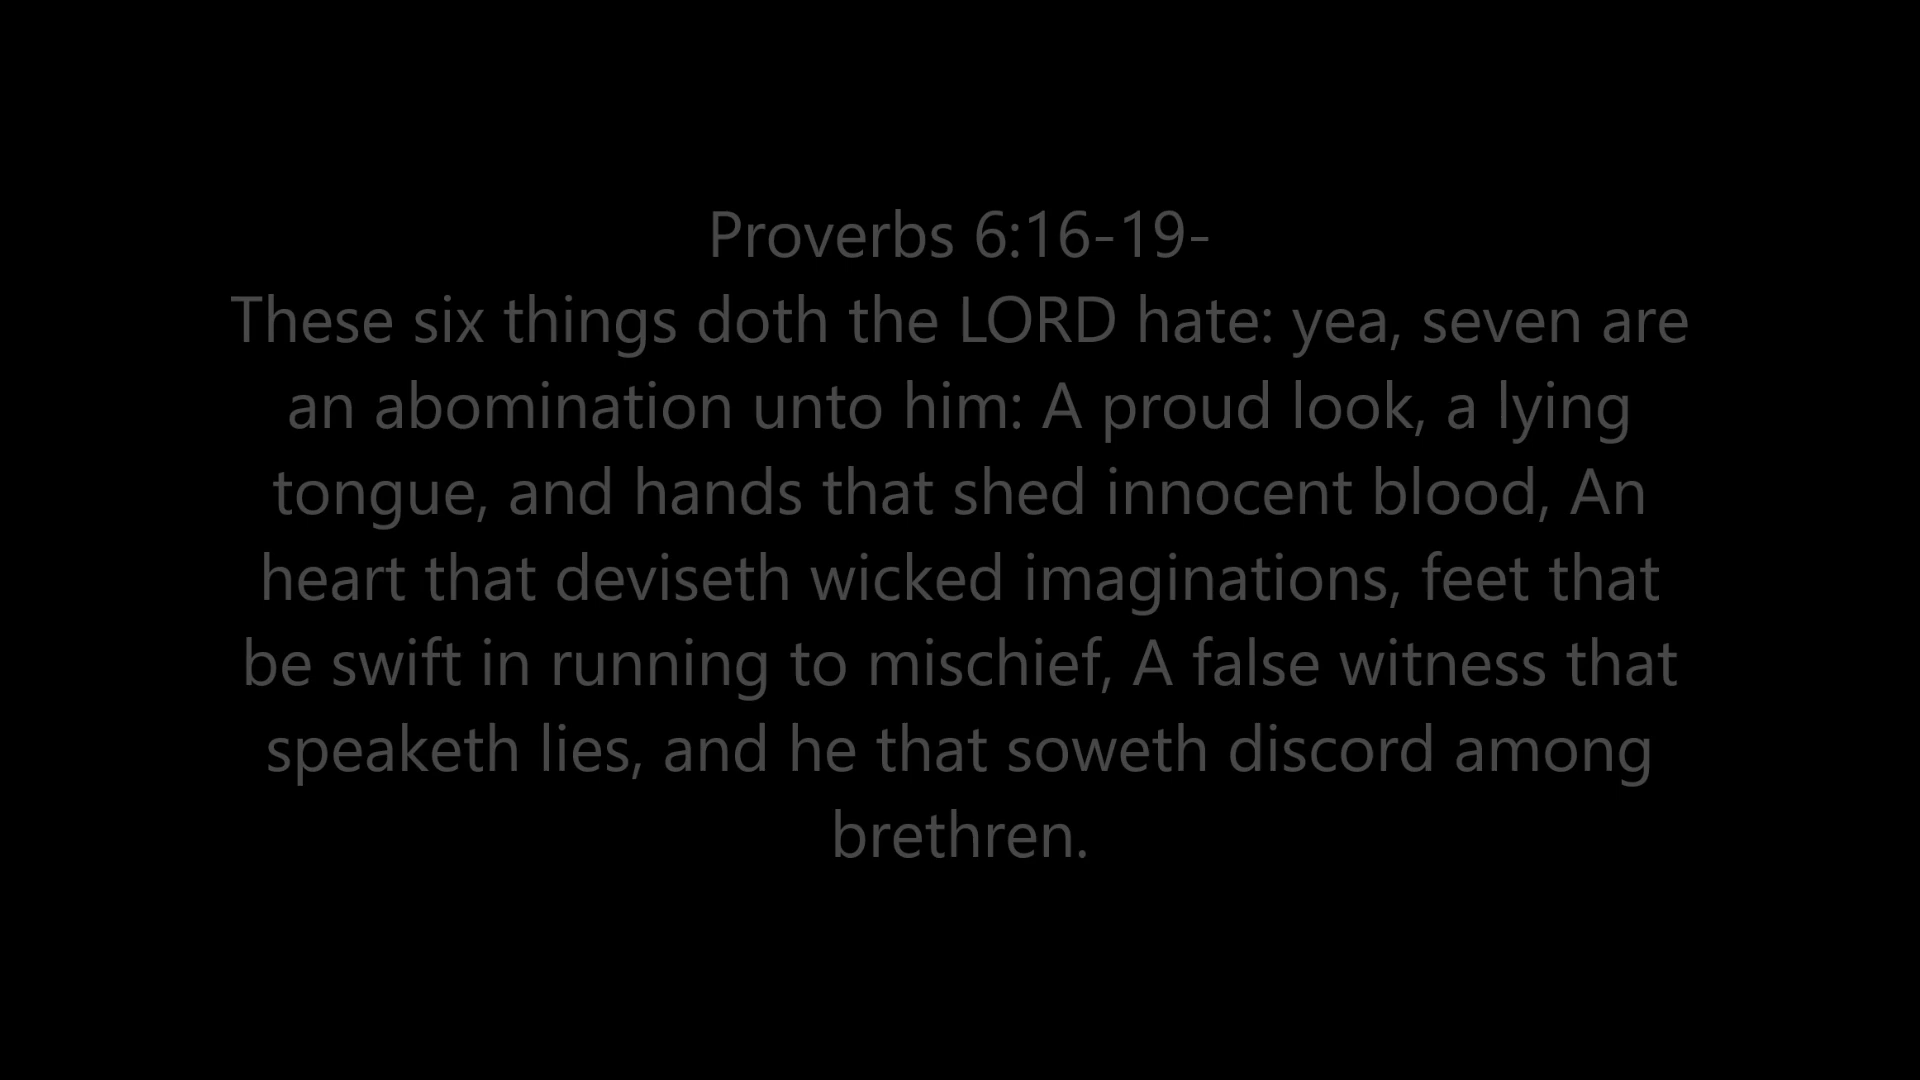 Proverbs 6:16-19-
These six things doth the LORD hate: yea, seven are
an abomination unto him: A proud look, a lying
tongue, and hands that shed innocent blood, An
heart that deviseth wicked imaginations, feet that
be swift in running to mischief, A false witness that
speaketh lies, and he that soweth discord among
brethren.